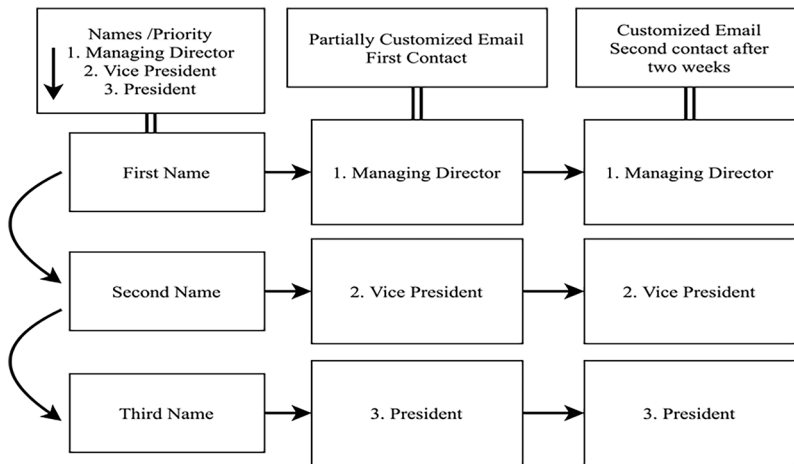 Names /Priority
1. Managing Director
2. Vice President
3. President
Partially Customized Email
First Contact
Customized Email
Second contact after
two weeks
First Name
1. Managing Director
1. Managing Director
Second Name
2. Vice President
2. Vice President
Third Name
3. President
3. President